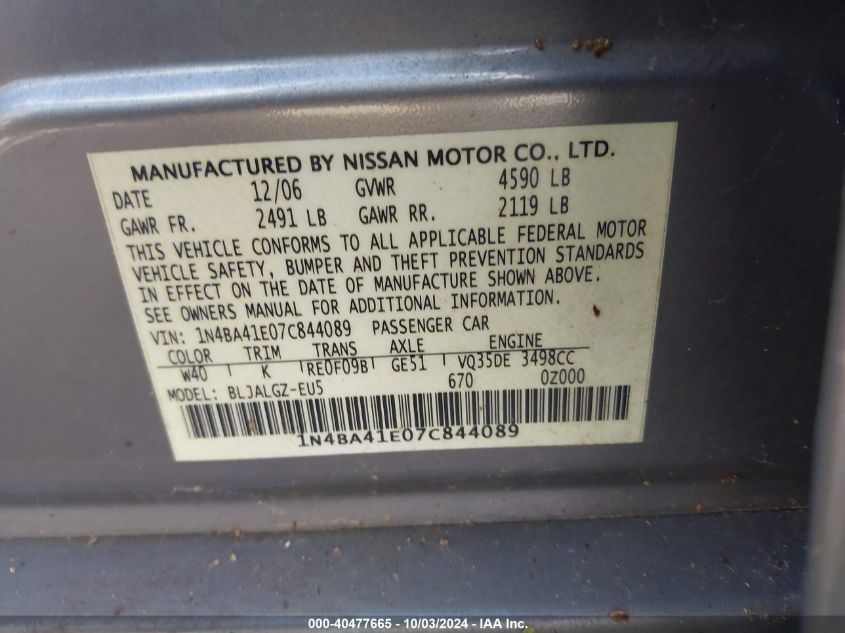 MANUFACTURED BY NISSAN MOTOR CO., LTD.
DATE 12/06 GVWR 4590 LB
GAWR FR. 2491 LB GAWR RR. 2119 LB
THIS VEHICLE CONFORMS TO ALL APPLICABLE FEDERAL MOTOR
VEHICLE SAFETY, BUMPER AND THEFT PREVENTION STANDARDS
IN EFFECT ON THE DATE OF MANUFACTURE SHOWN ABOVE.
SEE OWNERS MANUAL FOR ADDITIONAL INFORMATION.
VIN: 1N4BA41E07C844089 PASSENGER CAR
COLOR TRIM TRANS AXLE ENGINE
W40 K RE0F09B GE51 VQ35DE 3498CC
MODEL: BLJALGZ-EU5 670 0Z000
1N4BA41E07C844089
000-40477665 - 10/03/2024 - IAA Inc.